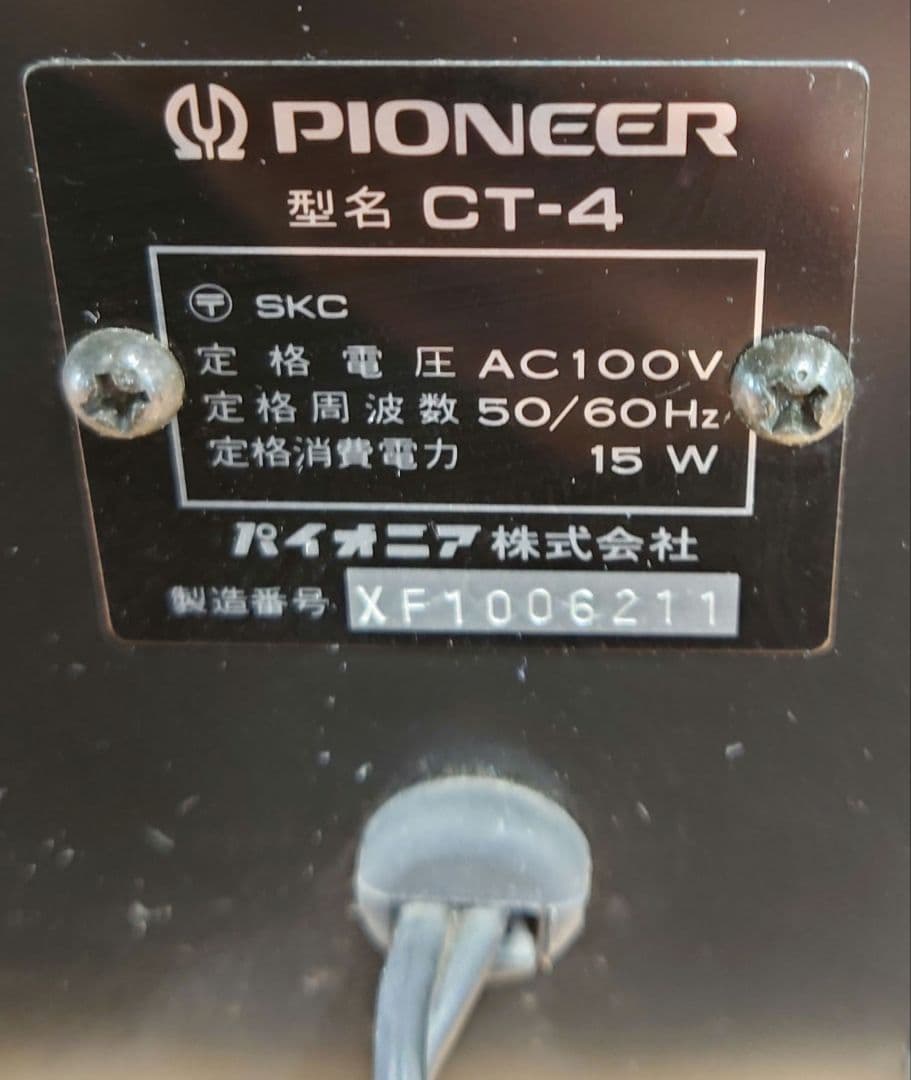 PIONEER
型名 CT-4
〶 SKC
定格電圧 AC100V
定格周波数 50/60Hz
定格消費電力 15 W
パイオニア株式会社
製造番号 XF1006211